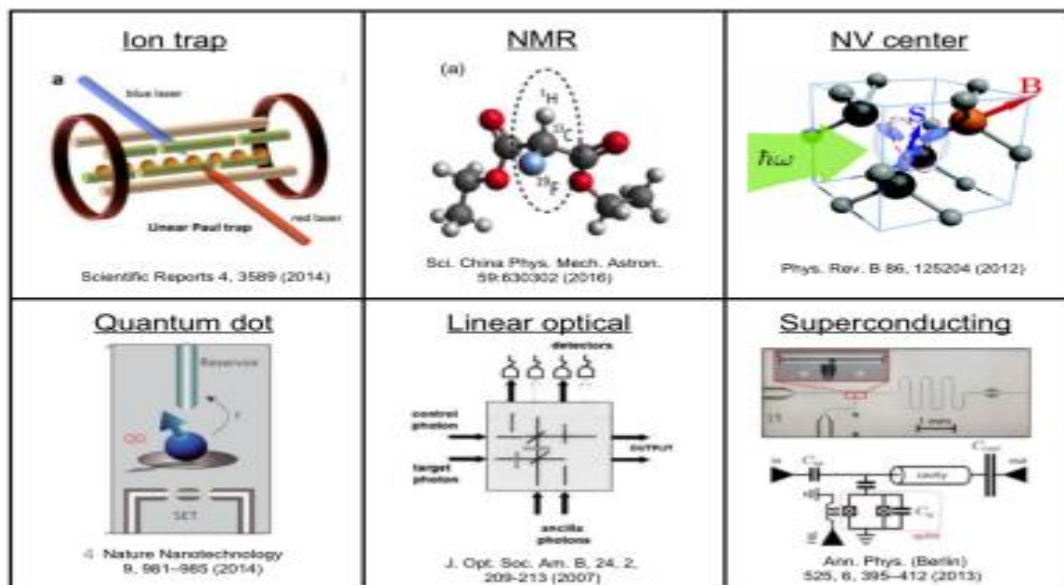 Ion trap
a
blue laser
red laser
Linear Paul trap
Scientific Reports 4, 3589 (2014)
NMR
(a)
¹H
¹³C
¹⁹F
Sci. China Phys. Mech. Astron.
59:630302 (2016)
NV center
B
S
ħω
Phys. Rev. B 86, 125204 (2012)
Quantum dot
Reservoir
QD
SET
4 Nature Nanotechnology
9, 981–985 (2014)
Linear optical
detectors
control
photon
target
photon
OUTPUT
ancilla
photons
J. Opt. Soc. Am. B, 24, 2,
209-213 (2007)
Superconducting
1 mm
in
out
cavity
Ann. Phys. (Berlin)
525, 6, 395–412 (2013)